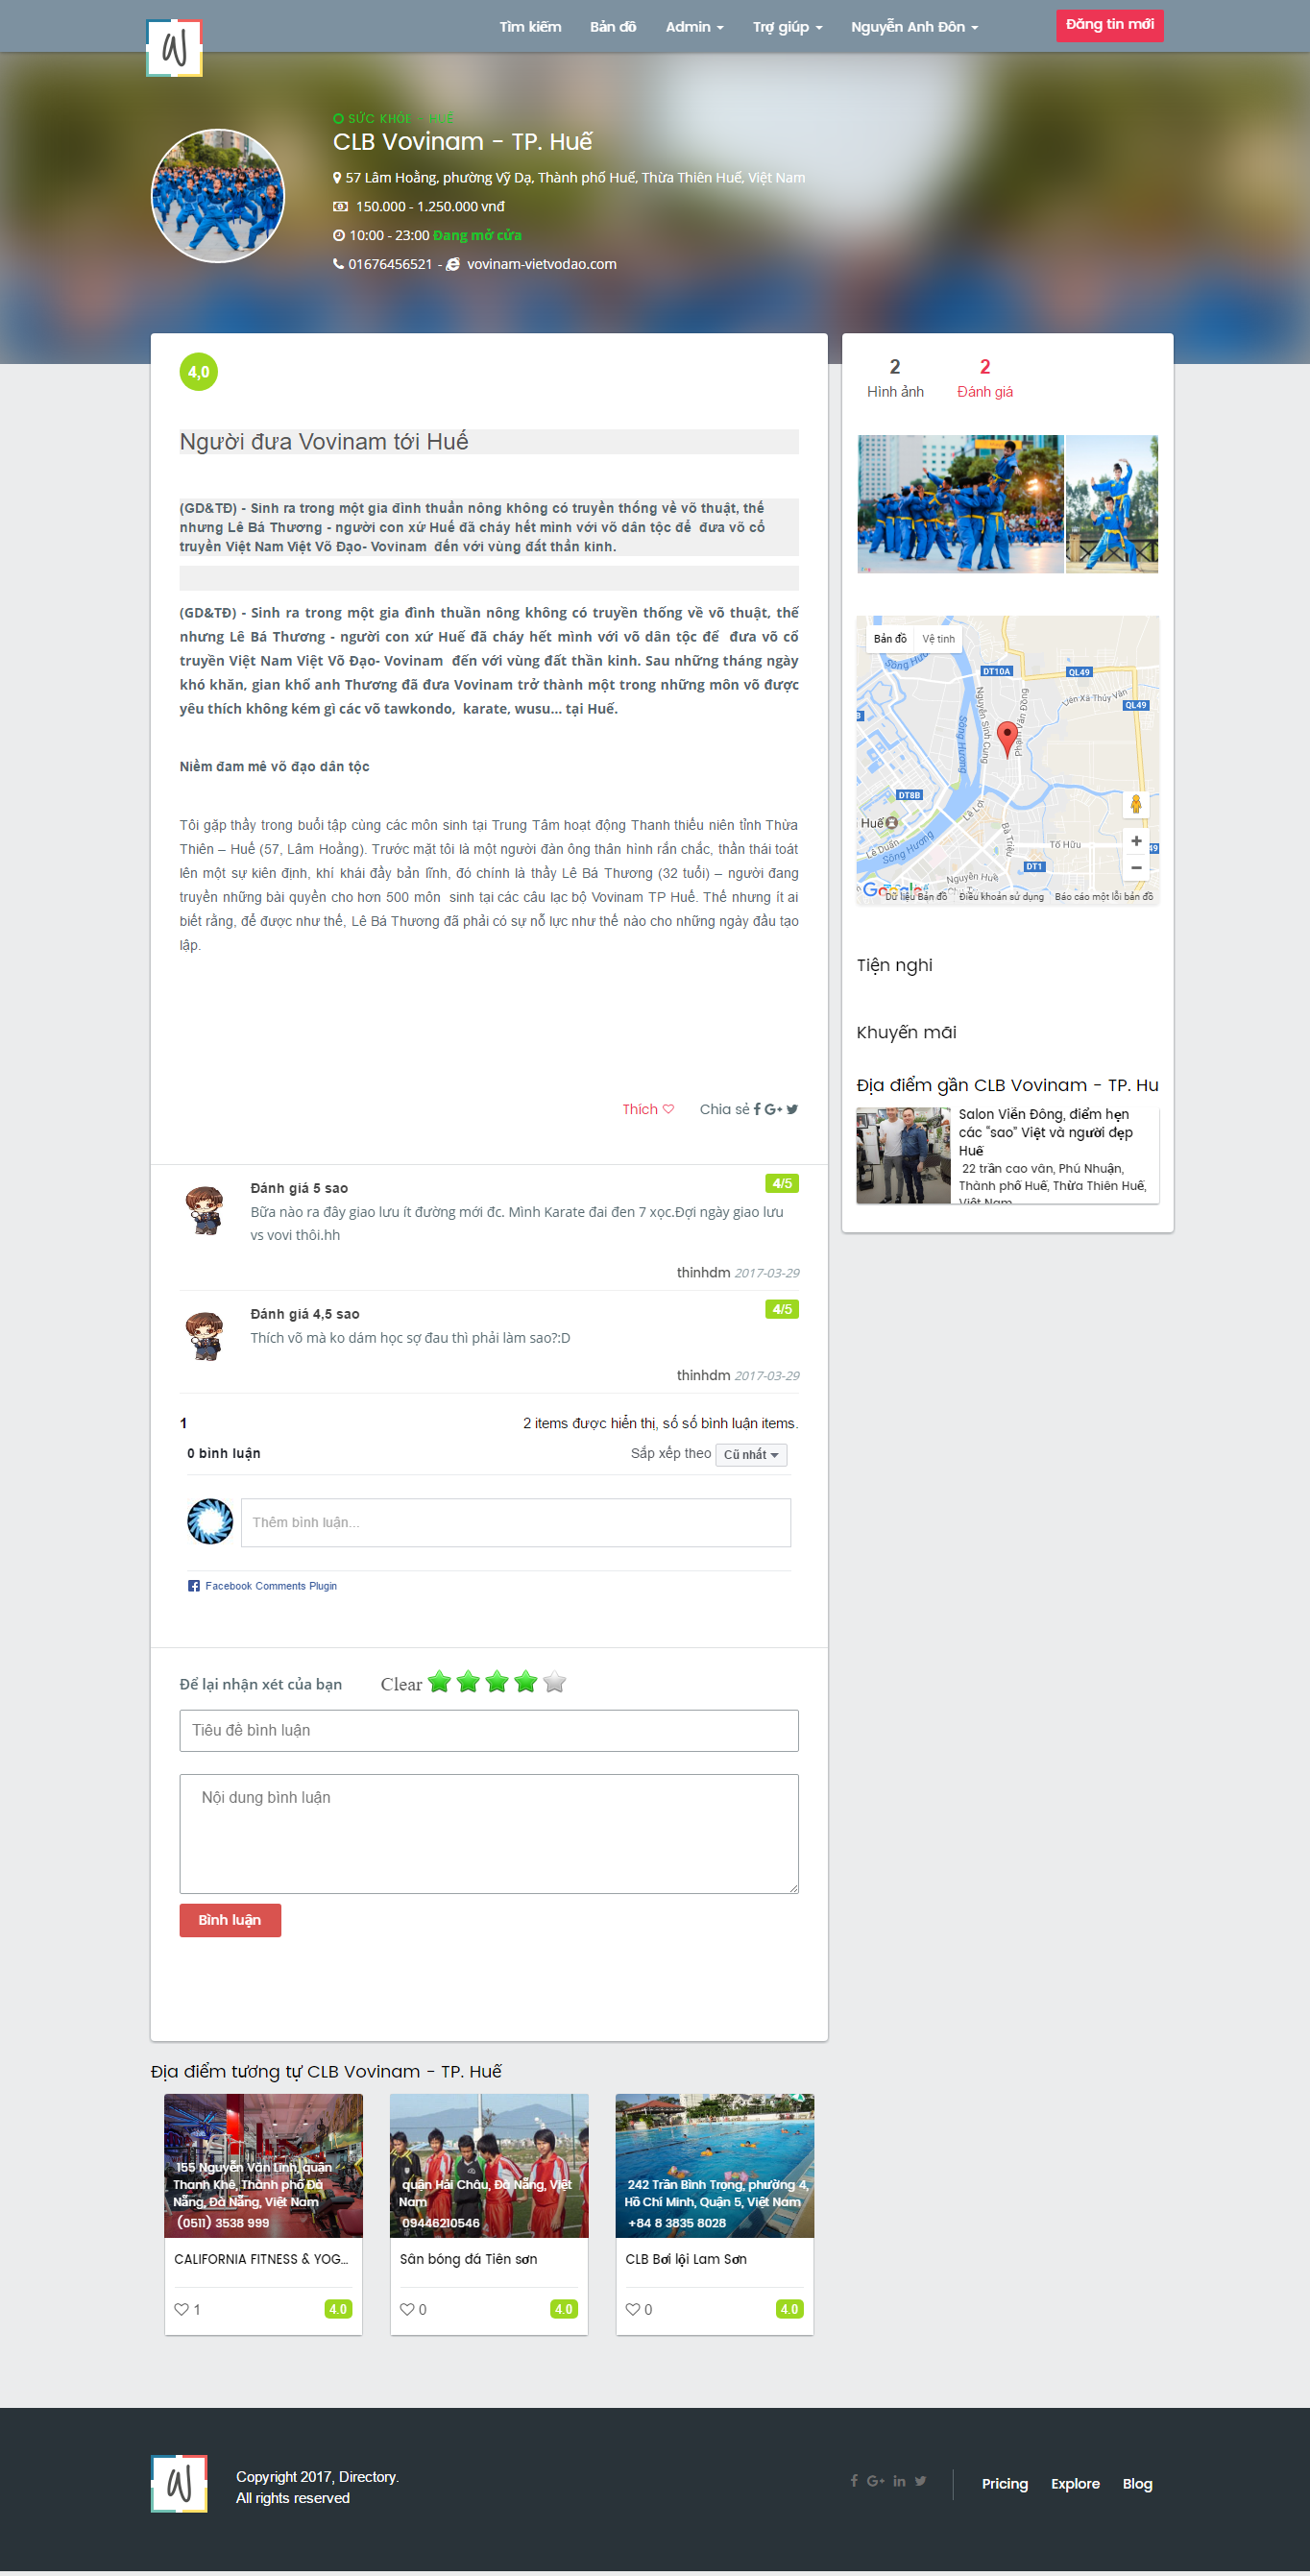 Tìm kiếm Bản đồ Admin Trợ giúp Nguyễn Anh Đôn Đăng tin mới
SỨC KHỎE - HUẾ
CLB Vovinam - TP. Huế
57 Lâm Hoằng, phường Vỹ Dạ, Thành phố Huế, Thừa Thiên Huế, Việt Nam
150.000 - 1.250.000 vnđ
10:00 - 23:00 Đang mở cửa
01676456521 - vovinam-vietvodao.com
4,0
Người đưa Vovinam tới Huế
(GD&TĐ) - Sinh ra trong một gia đình thuần nông không có truyền thống về võ thuật, thế
nhưng Lê Bá Thương - người con xứ Huế đã cháy hết mình với võ dân tộc để đưa võ cổ
truyền Việt Nam Việt Võ Đạo- Vovinam đến với vùng đất thần kinh.
(GD&TĐ) - Sinh ra trong một gia đình thuần nông không có truyền thống về võ thuật, thế
nhưng Lê Bá Thương - người con xứ Huế đã cháy hết mình với võ dân tộc để đưa võ cổ
truyền Việt Nam Việt Võ Đạo- Vovinam đến với vùng đất thần kinh. Sau những tháng ngày
khó khăn, gian khổ anh Thương đã đưa Vovinam trở thành một trong những môn võ được
yêu thích không kém gì các võ tawkondo, karate, wusu... tại Huế.
Niềm đam mê võ đạo dân tộc
Tôi gặp thầy trong buổi tập cùng các môn sinh tại Trung Tâm hoạt động Thanh thiếu niên tỉnh Thừa
Thiên – Huế (57, Lâm Hoằng). Trước mặt tôi là một người đàn ông thân hình rắn chắc, thần thái toát
lên một sự kiên định, khí khái đầy bản lĩnh, đó chính là thầy Lê Bá Thương (32 tuổi) – người đang
truyền những bài quyền cho hơn 500 môn sinh tại các câu lạc bộ Vovinam TP Huế. Thế nhưng ít ai
biết rằng, để được như thế, Lê Bá Thương đã phải có sự nỗ lực như thế nào cho những ngày đầu tạo
lập.
Thích Chia sẻ
Đánh giá 5 sao 4/5
Bữa nào ra đây giao lưu ít đường mới đc. Mình Karate đai đen 7 xọc.Đợi ngày giao lưu
vs vovi thôi.hh
thinhdm 2017-03-29
Đánh giá 4,5 sao 4/5
Thích võ mà ko dám học sợ đau thì phải làm sao?:D
thinhdm 2017-03-29
1 2 items được hiển thị, số số bình luận items.
0 bình luận Sắp xếp theo Cũ nhất
Thêm bình luận...
Facebook Comments Plugin
Để lại nhận xét của bạn Clear
Tiêu đề bình luận
Nội dung bình luận
Bình luận
2 2
Hình ảnh Đánh giá
Bản đồ Vệ tinh
Sông Hương
DT10A
QL49
Ven Xã Thủy Vân
QL49
Nguyễn Sinh Cung
Phạm Văn Đồng
Sông Hương
DT8B
Huế
Lê Lợi
Lê Duẩn
Sông Hương
Bà Triệu
Tố Hữu
49
DT1
Nguyễn Huệ
Google
Dữ liệu Bản đồ Điều khoản sử dụng Báo cáo một lỗi bản đồ
Tiện nghi
Khuyến mãi
Địa điểm gần CLB Vovinam - TP. Hu
Salon Viễn Đông, điểm hẹn
các "sao" Việt và người đẹp
Huế
22 trần cao vân, Phú Nhuận,
Thành phố Huế, Thừa Thiên Huế,
Việt Nam
Địa điểm tương tự CLB Vovinam - TP. Huế
155 Nguyễn Văn Linh, quận
Thanh Khê, Thành phố Đà
Nẵng, Đà Nẵng, Việt Nam
(0511) 3538 999
CALIFORNIA FITNESS & YOG...
1 4.0
quận Hải Châu, Đà Nẵng, Việt
Nam
09446210546
Sân bóng đá Tiên sơn
0 4.0
242 Trần Bình Trọng, phường 4,
Hồ Chí Minh, Quận 5, Việt Nam
+84 8 3835 8028
CLB Bơi lội Lam Sơn
0 4.0
Copyright 2017, Directory.
All rights reserved
Pricing Explore Blog